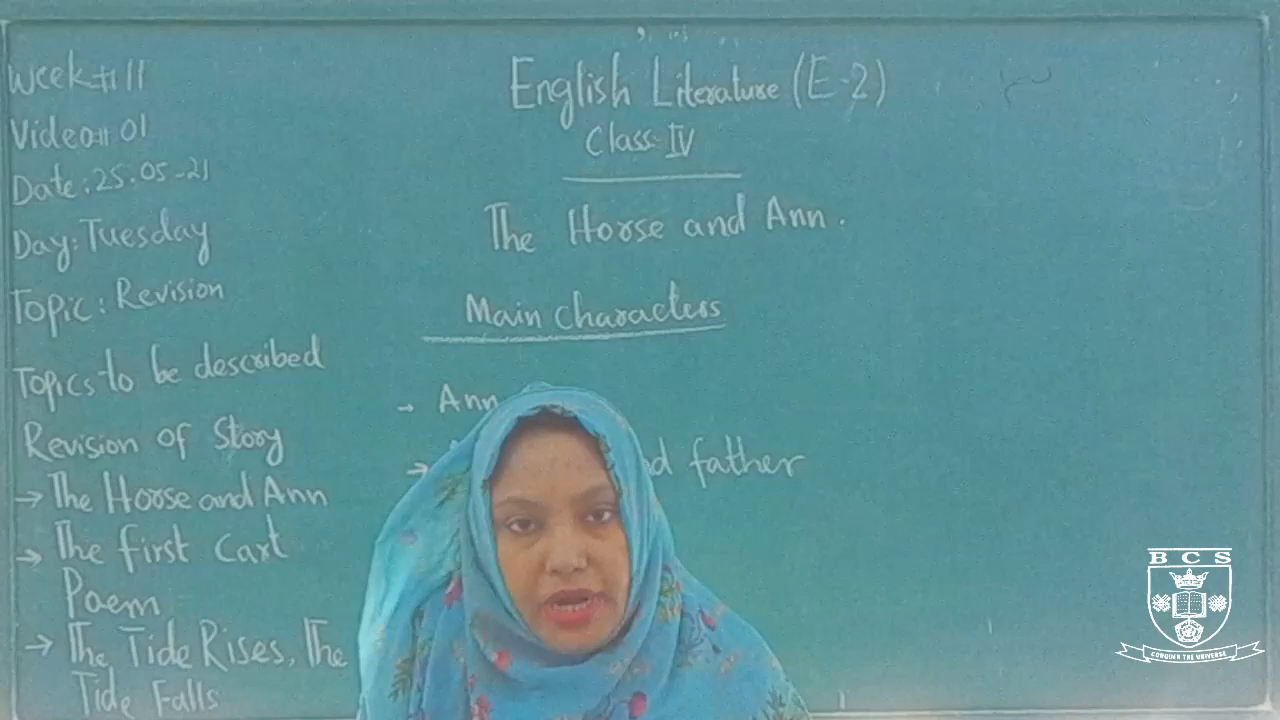 Week # 11
Video # 01
Date: 25.05-21
Day: Tuesday
Topic: Revision
Topics to be described
Revision of Story
→ The Horse and Ann
→ The first Cart
Poem
→ The Tide Rises, The
Tide Falls
English Literature (E-2)
Class IV
The Horse and Ann.
Main characters
→ Ann
→ father
BCS
CONQUER THE UNIVERSE